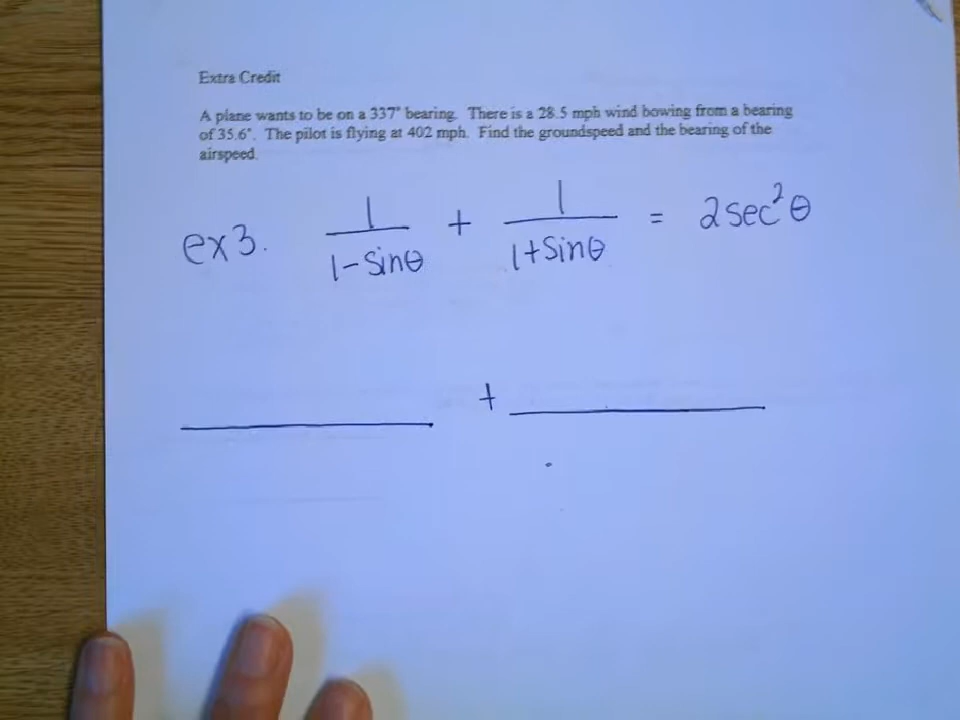 Extra Credit
A plane wants to be on a 337° bearing. There is a 28.5 mph wind bowing from a bearing
of 35.6°. The pilot is flying at 402 mph. Find the groundspeed and the bearing of the
airspeed.
ex3. 1/(1-sinθ) + 1/(1+sinθ) = 2sec²θ
+